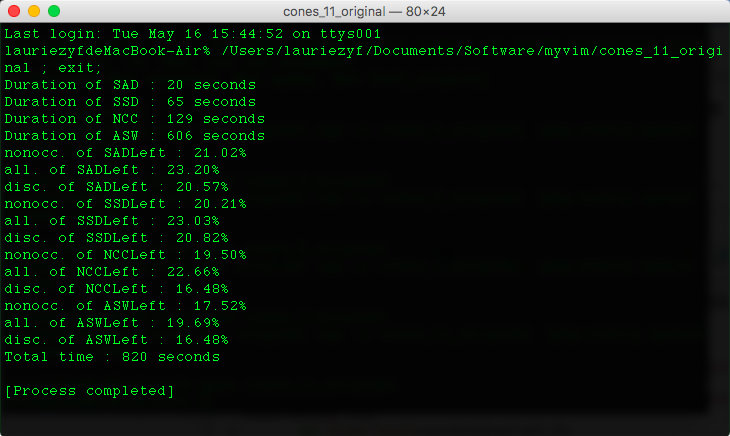 cones_11_original — 80×24
Last login: Tue May 16 15:44:52 on ttys001
lauriezyfdeMacBook-Air% /Users/lauriezyf/Documents/Software/myvim/cones_11_origi
nal ; exit;
Duration of SAD : 20 seconds
Duration of SSD : 65 seconds
Duration of NCC : 129 seconds
Duration of ASW : 606 seconds
nonocc. of SADLeft : 21.02%
all. of SADLeft : 23.20%
disc. of SADLeft : 20.57%
nonocc. of SSDLeft : 20.21%
all. of SSDLeft : 23.03%
disc. of SSDLeft : 20.82%
nonocc. of NCCLeft : 19.50%
all. of NCCLeft : 22.66%
disc. of NCCLeft : 16.48%
nonocc. of ASWLeft : 17.52%
all. of ASWLeft : 19.69%
disc. of ASWLeft : 16.48%
Total time : 820 seconds
[Process completed]